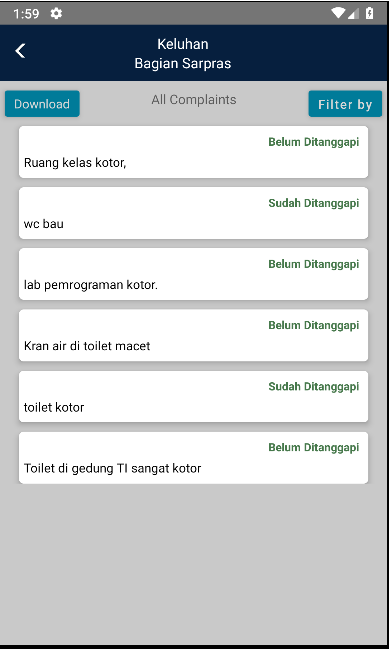 1:59
Keluhan
Bagian Sarpras
Download
All Complaints
Filter by
Belum Ditanggapi
Ruang kelas kotor,
Sudah Ditanggapi
wc bau
Belum Ditanggapi
lab pemrograman kotor.
Belum Ditanggapi
Kran air di toilet macet
Sudah Ditanggapi
toilet kotor
Belum Ditanggapi
Toilet di gedung TI sangat kotor